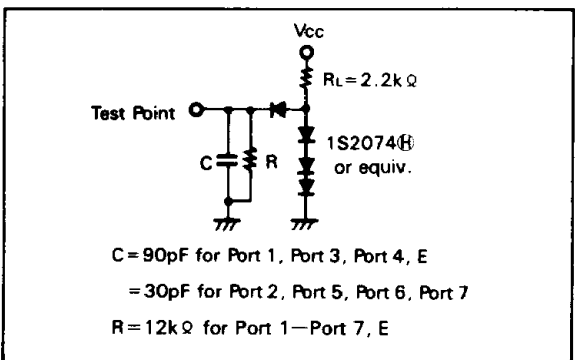 Vcc
RL=2.2kΩ
Test Point
1S2074Ⓗ
or equiv.
C
R
C=90pF for Port 1, Port 3, Port 4, E
=30pF for Port 2, Port 5, Port 6, Port 7
R=12kΩ for Port 1—Port 7, E